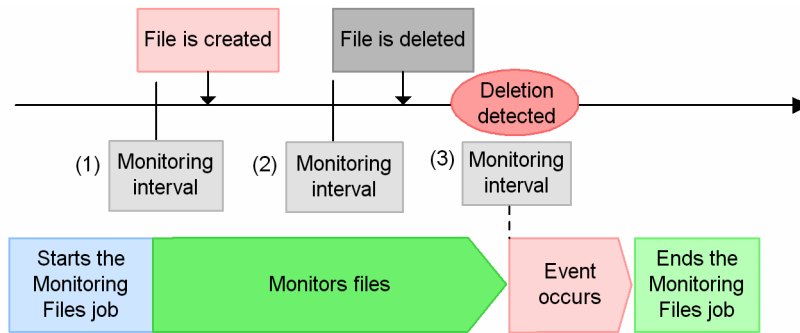 File is created
File is deleted
Deletion
detected
(1)
Monitoring
interval
(2)
Monitoring
interval
(3)
Monitoring
interval
Starts the
Monitoring
Files job
Monitors files
Event
occurs
Ends the
Monitoring
Files job